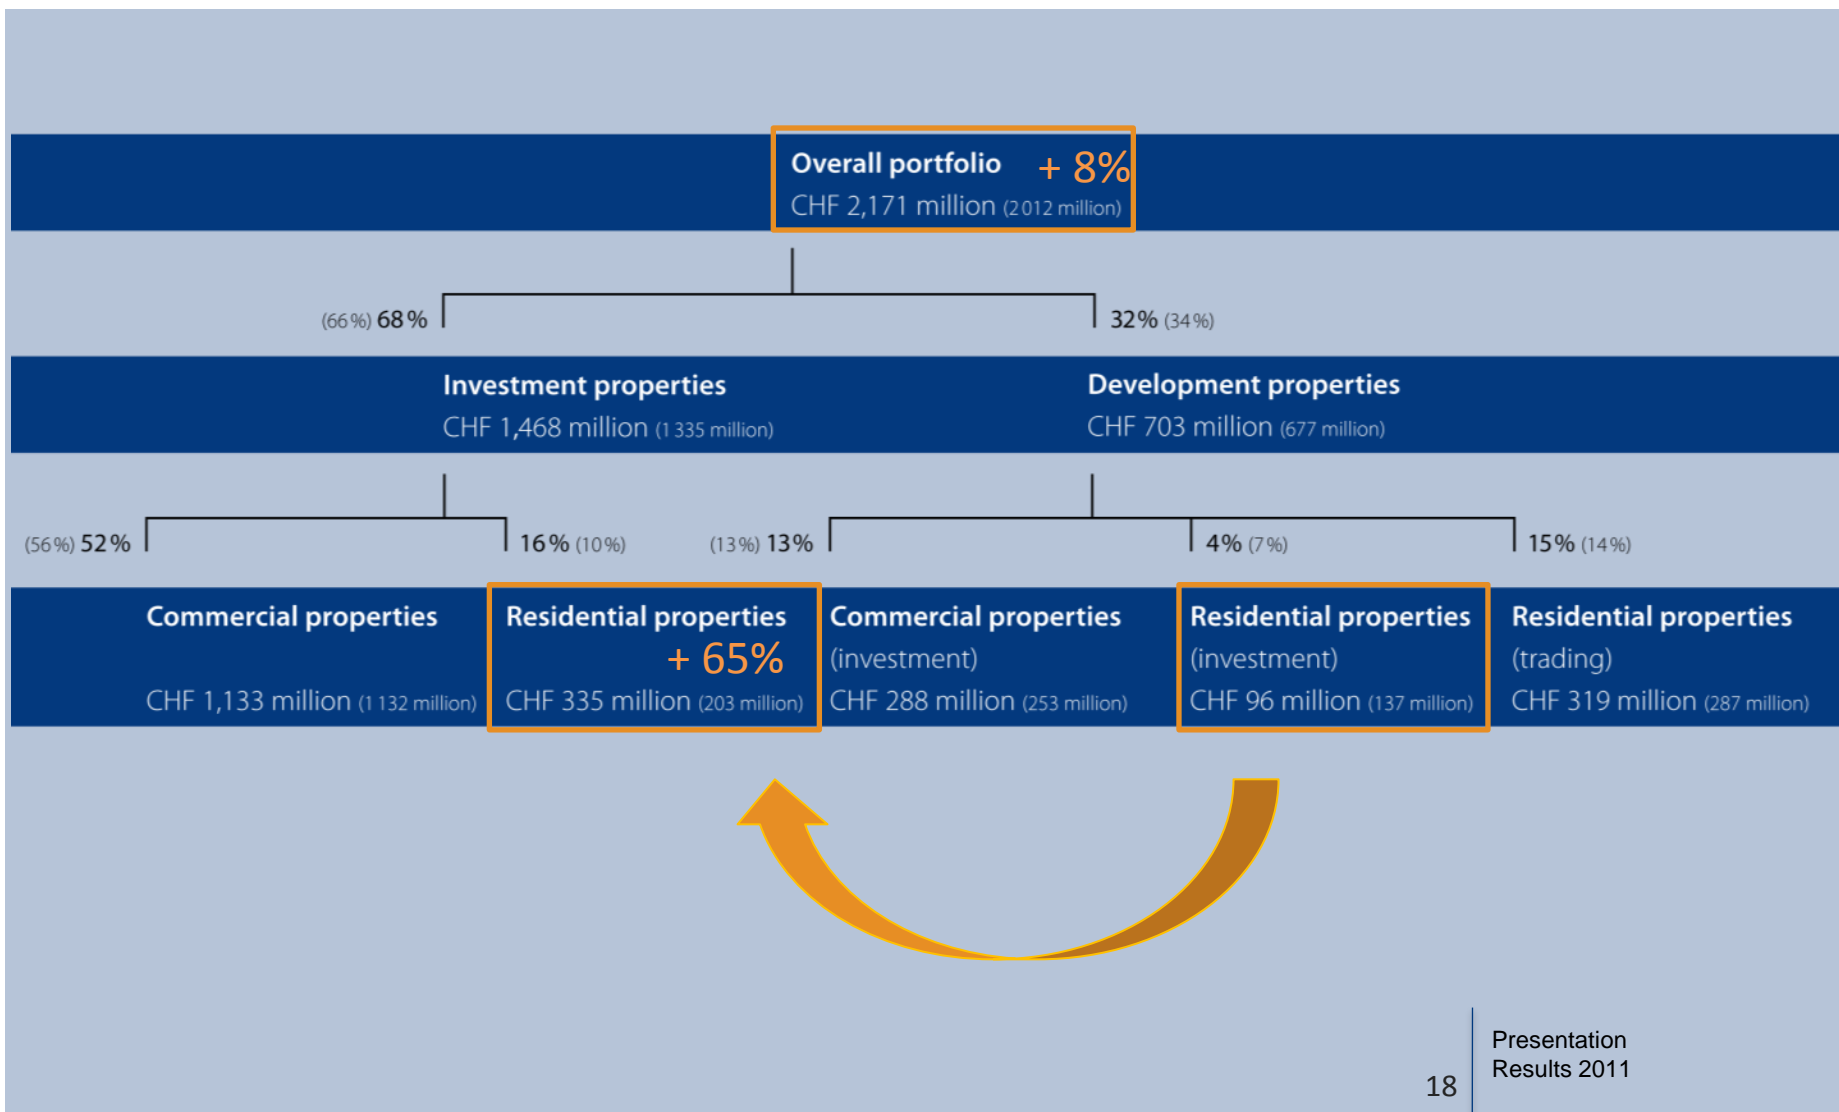 Overall portfolio + 8%
CHF 2,171 million (2 012 million)
(66 %) 68 %
32% (34 %)
Investment properties
CHF 1,468 million (1 335 million)
Development properties
CHF 703 million (677 million)
(56 %) 52 %
16% (10 %)
(13 %) 13%
4% (7 %)
15% (14 %)
Commercial properties
CHF 1,133 million (1 132 million)
Residential properties
+ 65%
CHF 335 million (203 million)
Commercial properties
(investment)
CHF 288 million (253 million)
Residential properties
(investment)
CHF 96 million (137 million)
Residential properties
(trading)
CHF 319 million (287 million)
18
Presentation
Results 2011